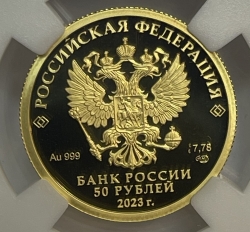 РОССИЙСКАЯ ФЕДЕРАЦИЯ
Au 999
7,78
БАНК РОССИИ
50 РУБЛЕЙ
2023 г.